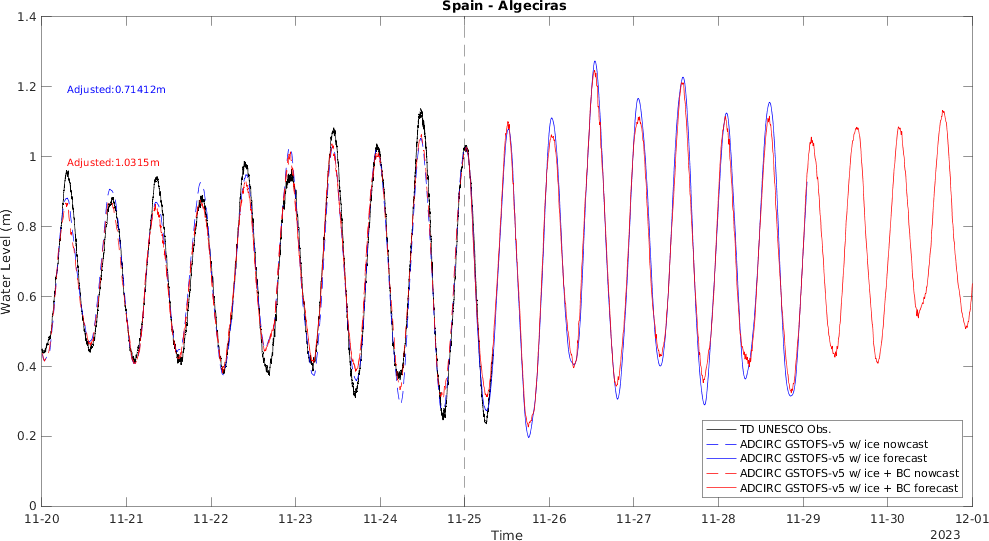 Spain - Algeciras
1.4
1.2
1
0.8
0.6
0.4
0.2
0
Water Level (m)
Adjusted:0.71412m
Adjusted:1.0315m
TD UNESCO Obs.
ADCIRC GSTOFS-v5 w/ ice nowcast
ADCIRC GSTOFS-v5 w/ ice forecast
ADCIRC GSTOFS-v5 w/ ice + BC nowcast
ADCIRC GSTOFS-v5 w/ ice + BC forecast
11-20 11-21 11-22 11-23 11-24 11-25 11-26 11-27 11-28 11-29 11-30 12-01
Time
2023